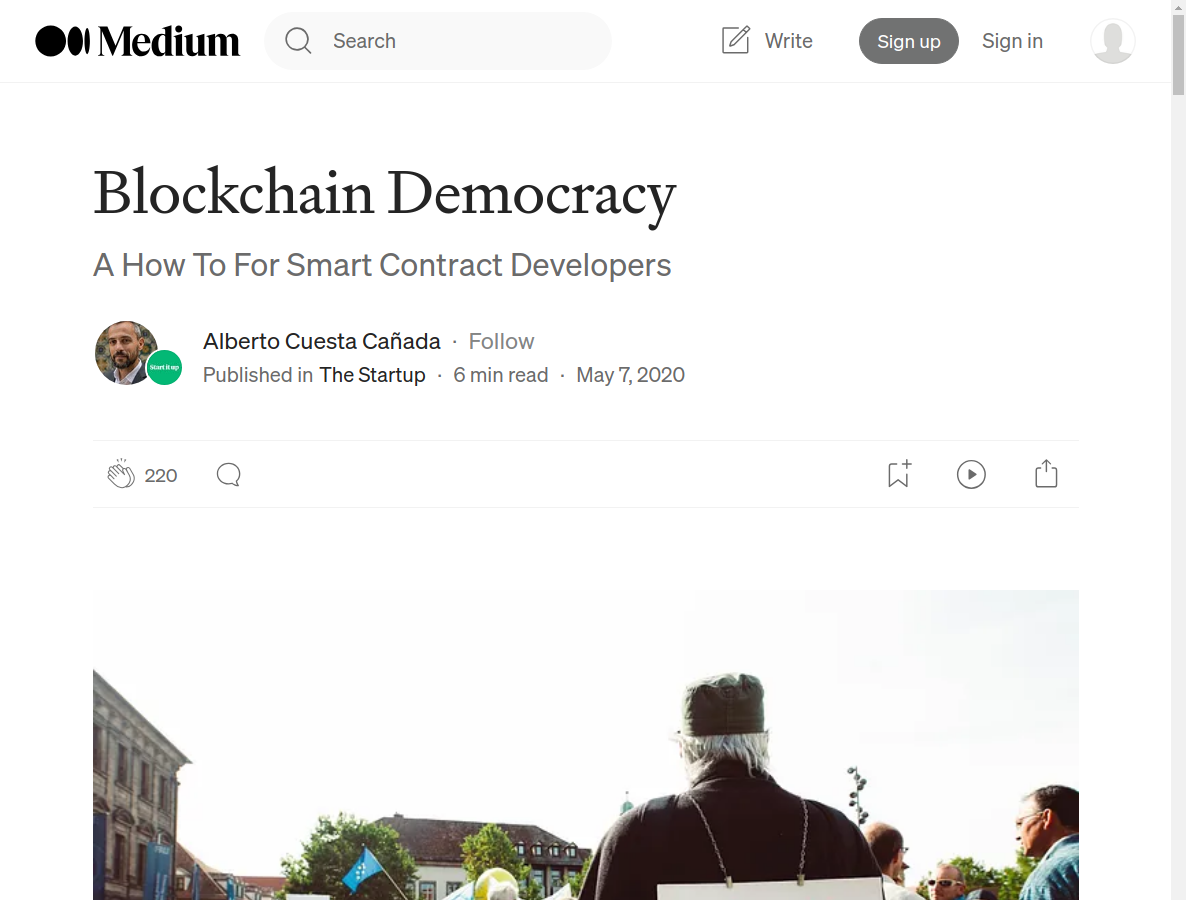 Medium
Search
Write
Sign up
Sign in
Blockchain Democracy
A How To For Smart Contract Developers
Alberto Cuesta Cañada · Follow
Start it up
Published in The Startup · 6 min read · May 7, 2020
220